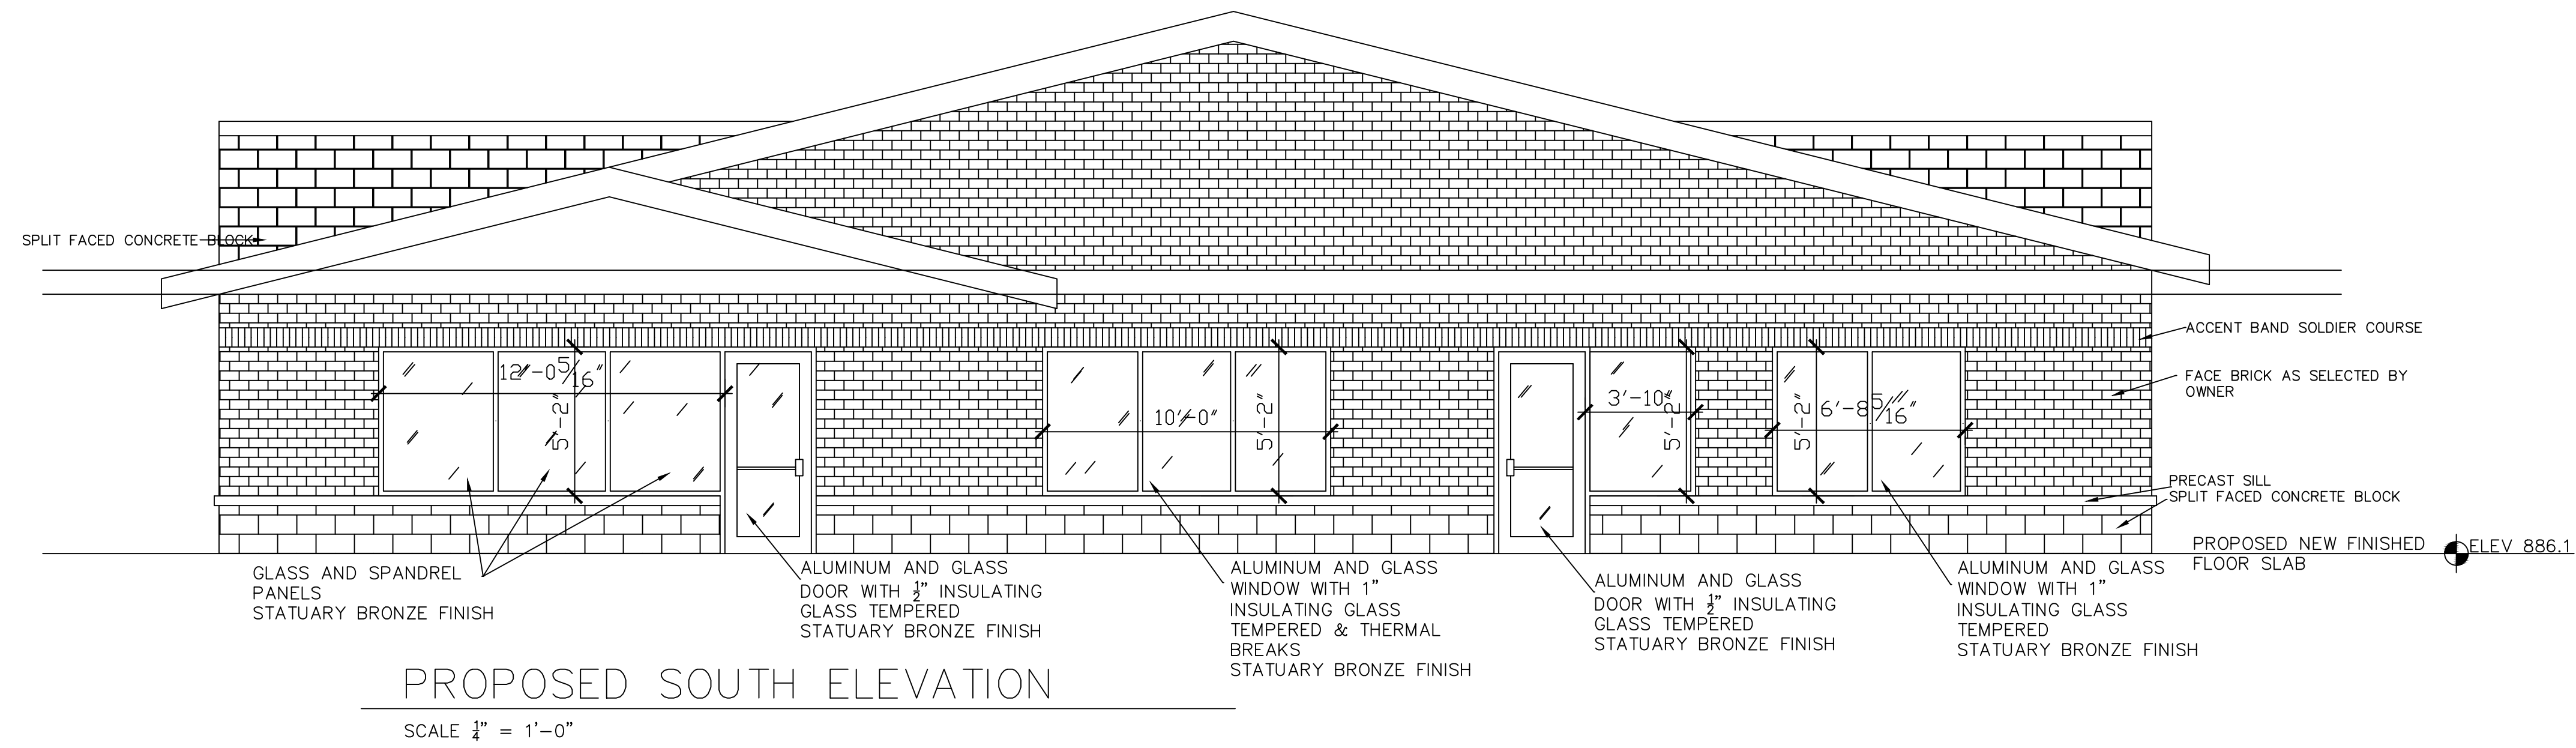 SPLIT FACED CONCRETE BLOCK
ACCENT BAND SOLDIER COURSE
FACE BRICK AS SELECTED BY
OWNER
12'-0 5/16"
5'-2"
10'-0"
5'-2"
3'-10"
5'-2"
5'-2"
6'-8 5/16"
PRECAST SILL
SPLIT FACED CONCRETE BLOCK
PROPOSED NEW FINISHED
FLOOR SLAB
ELEV 886.1
GLASS AND SPANDREL
PANELS
STATUARY BRONZE FINISH
ALUMINUM AND GLASS
DOOR WITH 1/2" INSULATING
GLASS TEMPERED
STATUARY BRONZE FINISH
ALUMINUM AND GLASS
WINDOW WITH 1"
INSULATING GLASS
TEMPERED & THERMAL
BREAKS
STATUARY BRONZE FINISH
ALUMINUM AND GLASS
DOOR WITH 1/2" INSULATING
GLASS TEMPERED
STATUARY BRONZE FINISH
ALUMINUM AND GLASS
WINDOW WITH 1"
INSULATING GLASS
TEMPERED
STATUARY BRONZE FINISH
PROPOSED SOUTH ELEVATION
SCALE 1/4" = 1'-0"